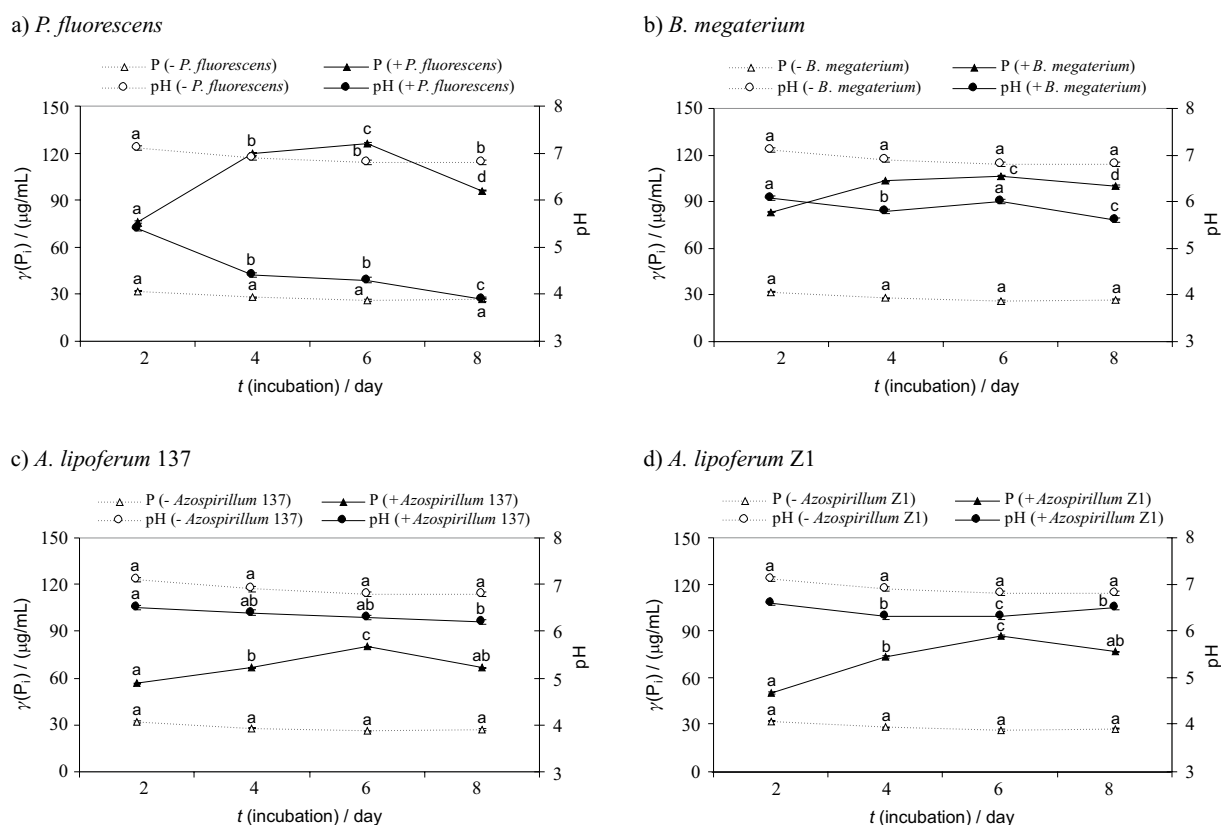 a) P. fluorescens
P (- P. fluorescens) P (+ P. fluorescens)
pH (- P. fluorescens) pH (+ P. fluorescens)
150 8
a b c
120 7
b b
d
90 6
a
60 5
b b
a a a c
30 4
a
0 3
2 4 6 8
γ(Pi) / (μg/mL)
pH
t (incubation) / day
b) B. megaterium
P (- B. megaterium) P (+ B. megaterium)
pH (- B. megaterium) pH (+ B. megaterium)
150 8
a a a a
120 7
c d
a b a c
90 6
60 5
a a a a
30 4
0 3
2 4 6 8
γ(Pi) / (μg/mL)
pH
t (incubation) / day
c) A. lipoferum 137
P (- Azospirillum 137) P (+ Azospirillum 137)
pH (- Azospirillum 137) pH (+ Azospirillum 137)
150 8
a a a a
120 7
a ab ab b
90 6
a b c ab
60 5
a a a a
30 4
0 3
2 4 6 8
γ(Pi) / (μg/mL)
pH
t (incubation) / day
d) A. lipoferum Z1
P (- Azospirillum Z1) P (+ Azospirillum Z1)
pH (- Azospirillum Z1) pH (+ Azospirillum Z1)
150 8
a a a a
120 7
b c b
90 6
a b c ab
60 5
a a a a
30 4
0 3
2 4 6 8
γ(Pi) / (μg/mL)
pH
t (incubation) / day